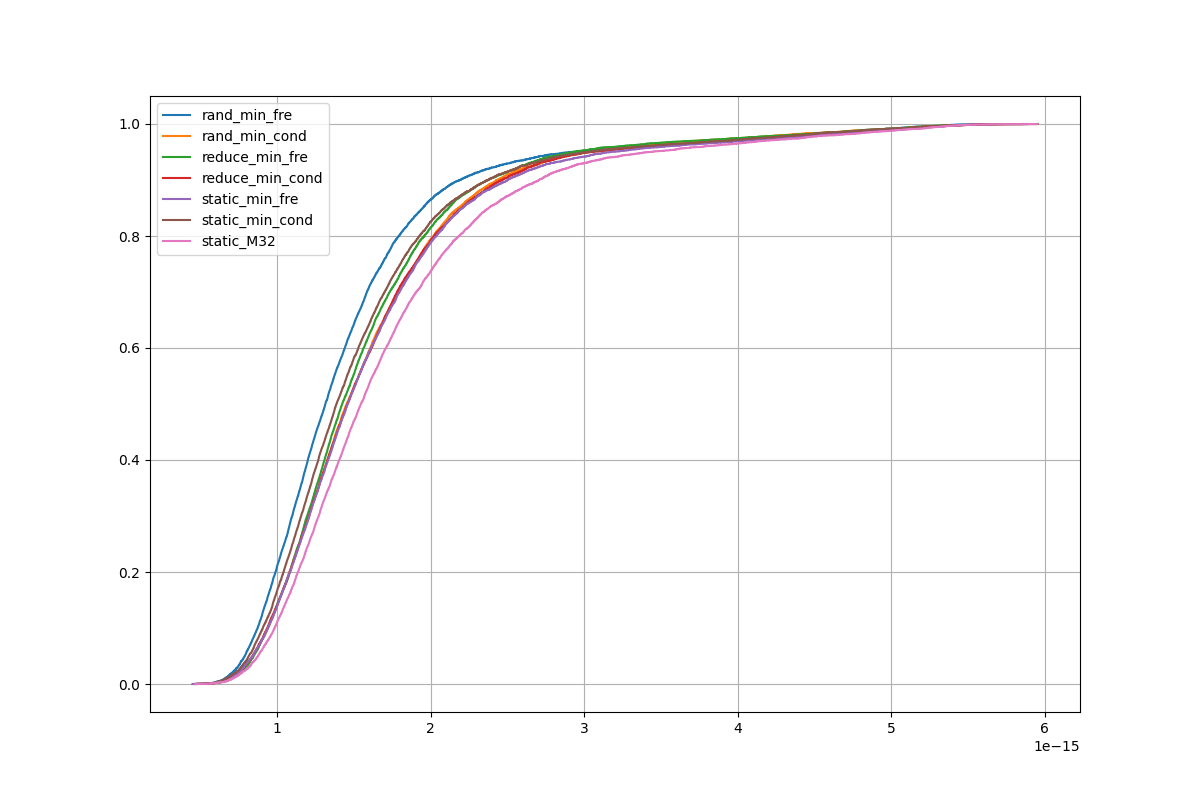 rand_min_fre
rand_min_cond
reduce_min_fre
reduce_min_cond
static_min_fre
static_min_cond
static_M32
1.0
0.8
0.6
0.4
0.2
0.0
1 2 3 4 5 6
1e−15